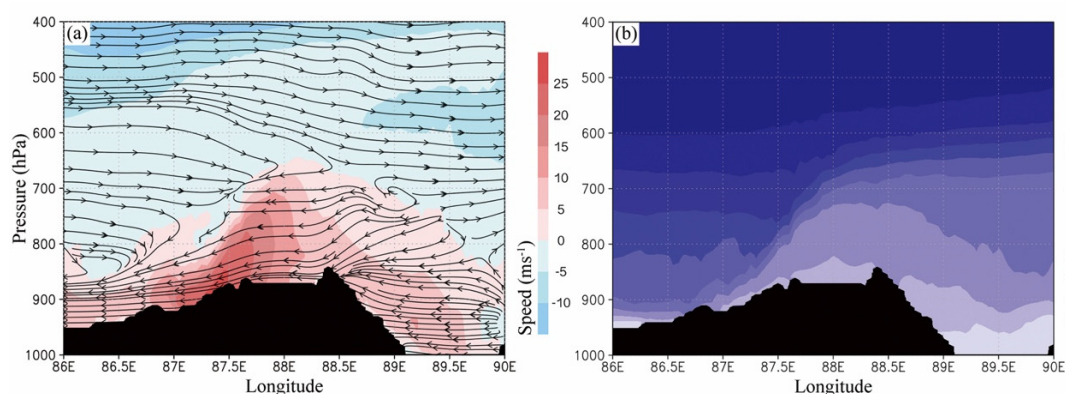 (a)
400
500
600
700
800
900
1000
Pressure (hPa)
86E
86.5E
87E
87.5E
88E
88.5E
89E
89.5E
90E
Longitude
25
20
15
10
5
0
-5
-10
Speed (ms⁻¹)
(b)
400
500
600
700
800
900
1000
86E
86.5E
87E
87.5E
88E
88.5E
89E
89.5E
90E
Longitude